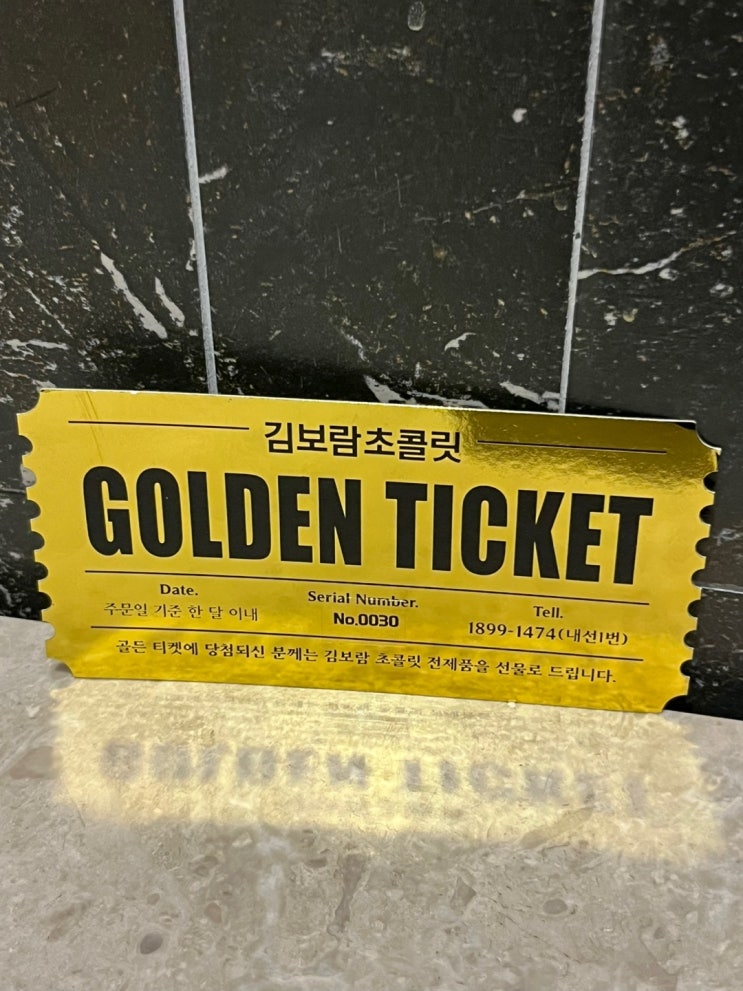 김보람초콜릿
GOLDEN TICKET
Date. Serial Number. Tell.
주문일 기준 한 달 이내 No.0030 1899-1474(내선1번)
골든 티켓에 당첨되신 분께는 김보람 초콜릿 전제품을 선물로 드립니다.